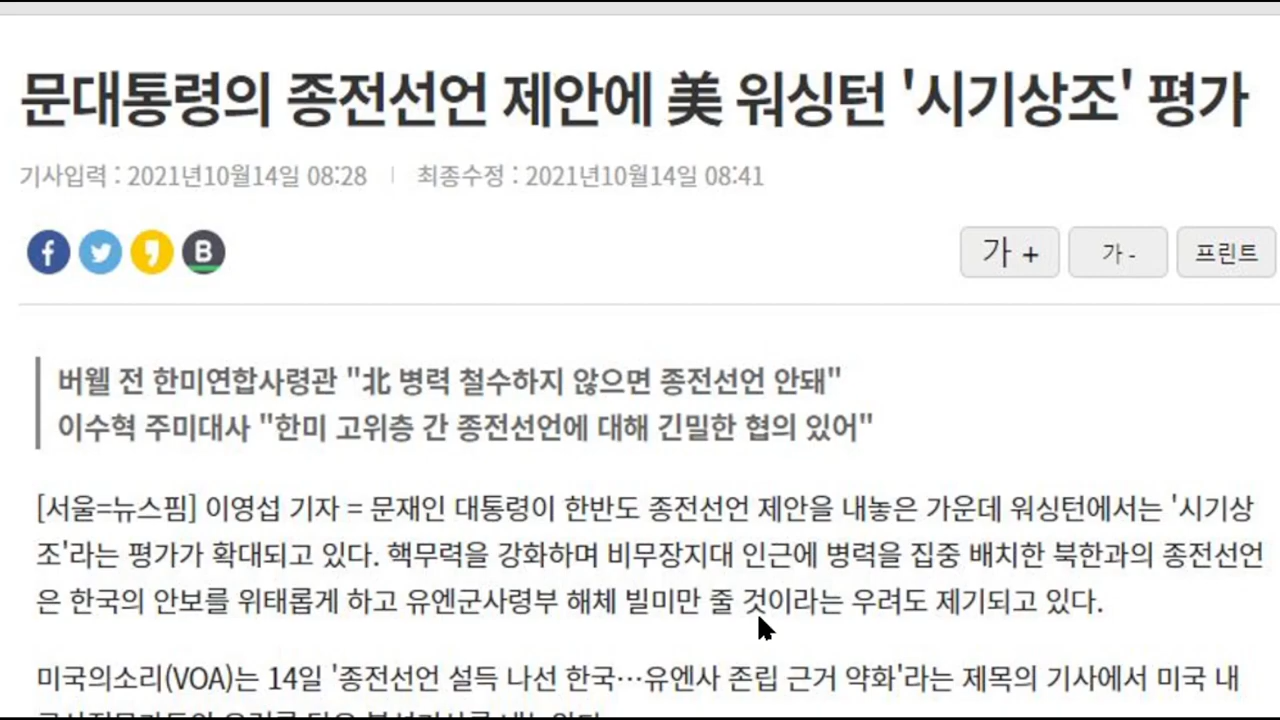 문대통령의 종전선언 제안에 美 워싱턴 '시기상조' 평가
기사입력 : 2021년10월14일 08:28 최종수정 : 2021년10월14일 08:41
f B 가 + 가 - 프린트
버웰 전 한미연합사령관 "北 병력 철수하지 않으면 종전선언 안돼"
이수혁 주미대사 "한미 고위층 간 종전선언에 대해 긴밀한 협의 있어"
[서울=뉴스핌] 이영섭 기자 = 문재인 대통령이 한반도 종전선언 제안을 내놓은 가운데 워싱턴에서는 '시기상
조'라는 평가가 확대되고 있다. 핵무력을 강화하며 비무장지대 인근에 병력을 집중 배치한 북한과의 종전선언
은 한국의 안보를 위태롭게 하고 유엔군사령부 해체 빌미만 줄 것이라는 우려도 제기되고 있다.
미국의소리(VOA)는 14일 '종전선언 설득 나선 한국…유엔사 존립 근거 약화'라는 제목의 기사에서 미국 내